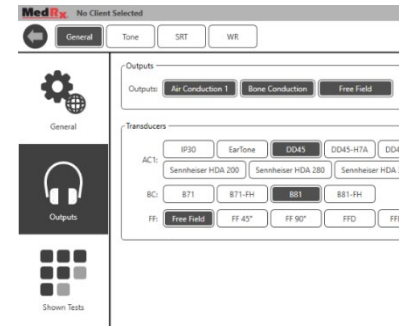 MedRx No Client Selected
General Tone SRT WR
Outputs
Outputs: Air Conduction 1 Bone Conduction Free Field
General
Transducers
AC1: IP30 EarTone DD45 DD45-H7A
Sennheiser HDA 200 Sennheiser HDA 280 Sennheiser HDA
BC: B71 B71-FH B81 B81-FH
FF: Free Field FF 45° FF 90° FFD
Outputs
Shown Tests